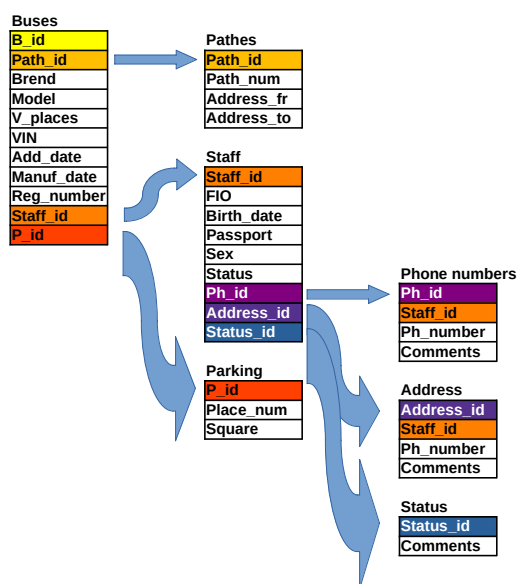 Buses
B_id
Path_id
Brend
Model
V_places
VIN
Add_date
Manuf_date
Reg_number
Staff_id
P_id
Pathes
Path_id
Path_num
Address_fr
Address_to
Staff
Staff_id
FIO
Birth_date
Passport
Sex
Status
Ph_id
Address_id
Status_id
Parking
P_id
Place_num
Square
Phone numbers
Ph_id
Staff_id
Ph_number
Comments
Address
Address_id
Staff_id
Ph_number
Comments
Status
Status_id
Comments